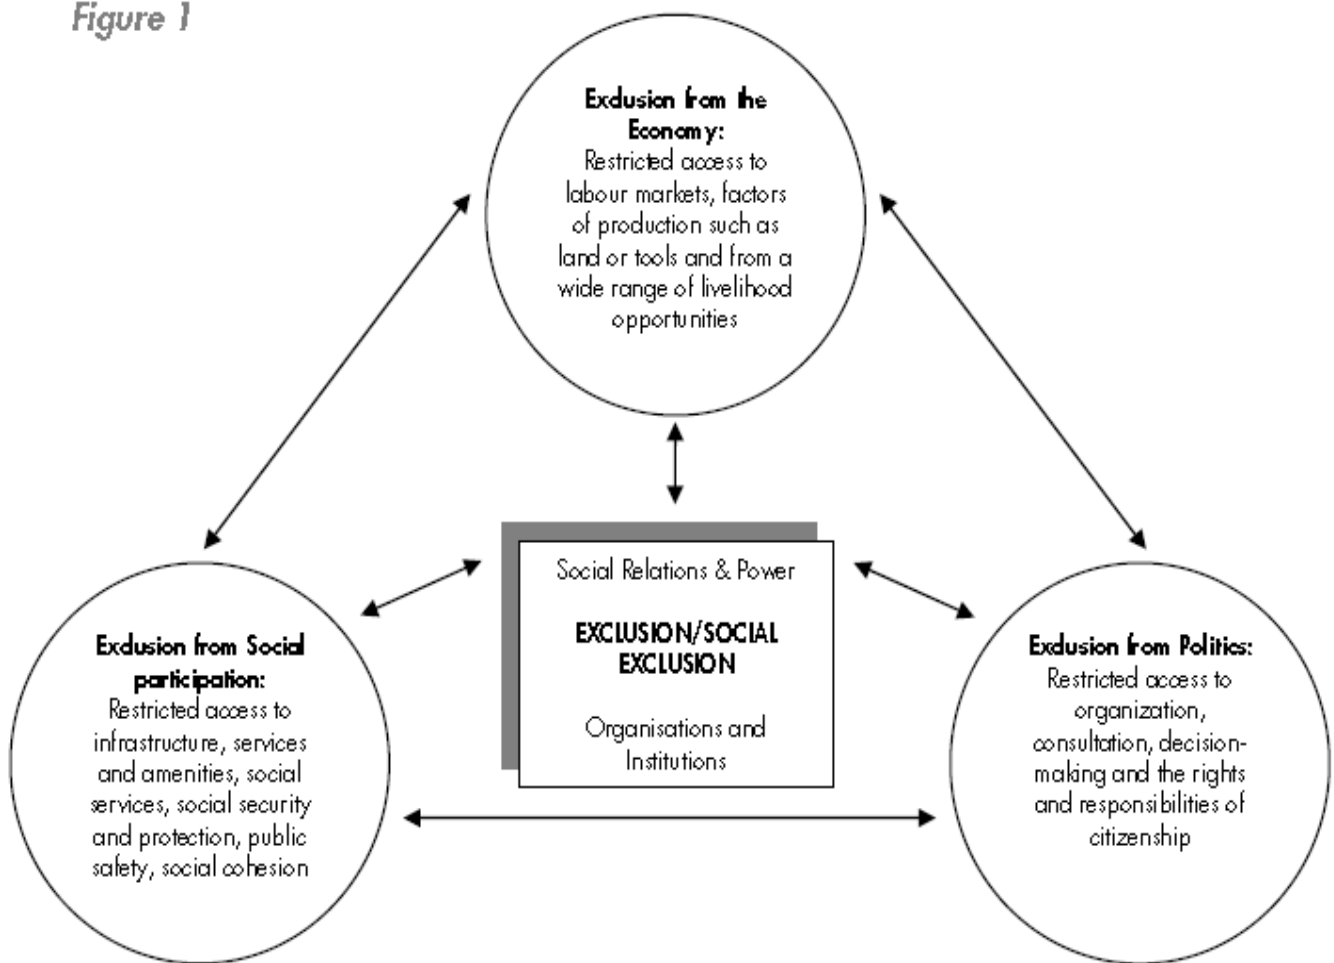 Figure 1
Exclusion from the
Economy:
Restricted access to
labour markets, factors
of production such as
land or tools and from a
wide range of livelihood
opportunities
Social Relations & Power
EXCLUSION/SOCIAL
EXCLUSION
Organisations and
Institutions
Exclusion from Social
participation:
Restricted access to
infrastructure, services
and amenities, social
services, social security
and protection, public
safety, social cohesion
Exclusion from Politics:
Restricted access to
organization,
consultation, decision-
making and the rights
and responsibilities of
citizenship